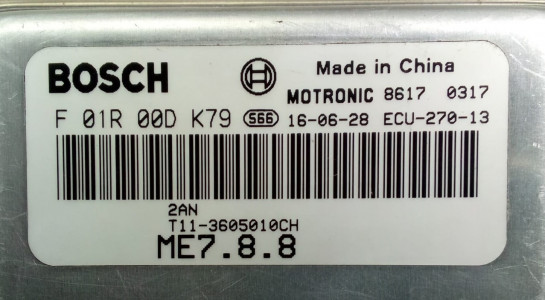 BOSCH
Made in China
MOTRONIC 8617 0317
F 01R 00D K79 566 16-06-28 ECU-270-13
2AN
T11-3605010CH
ME7.8.8